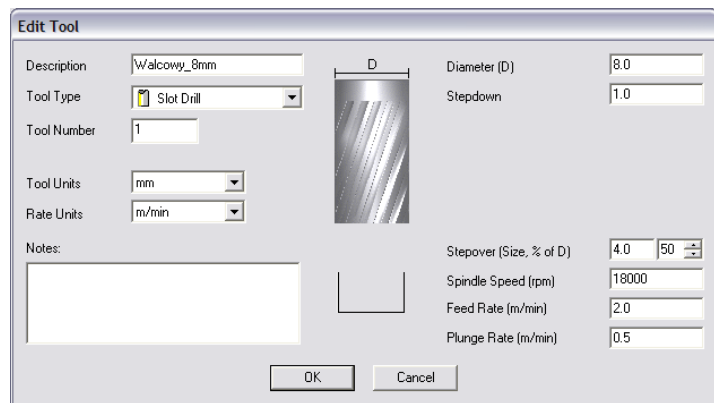 Edit Tool
Description Walcowy_8mm D Diameter (D) 8.0
Tool Type Slot Drill Stepdown 1.0
Tool Number 1
Tool Units mm
Rate Units m/min
Notes: Stepover (Size, % of D) 4.0 50
Spindle Speed (rpm) 18000
Feed Rate (m/min) 2.0
Plunge Rate (m/min) 0.5
OK Cancel